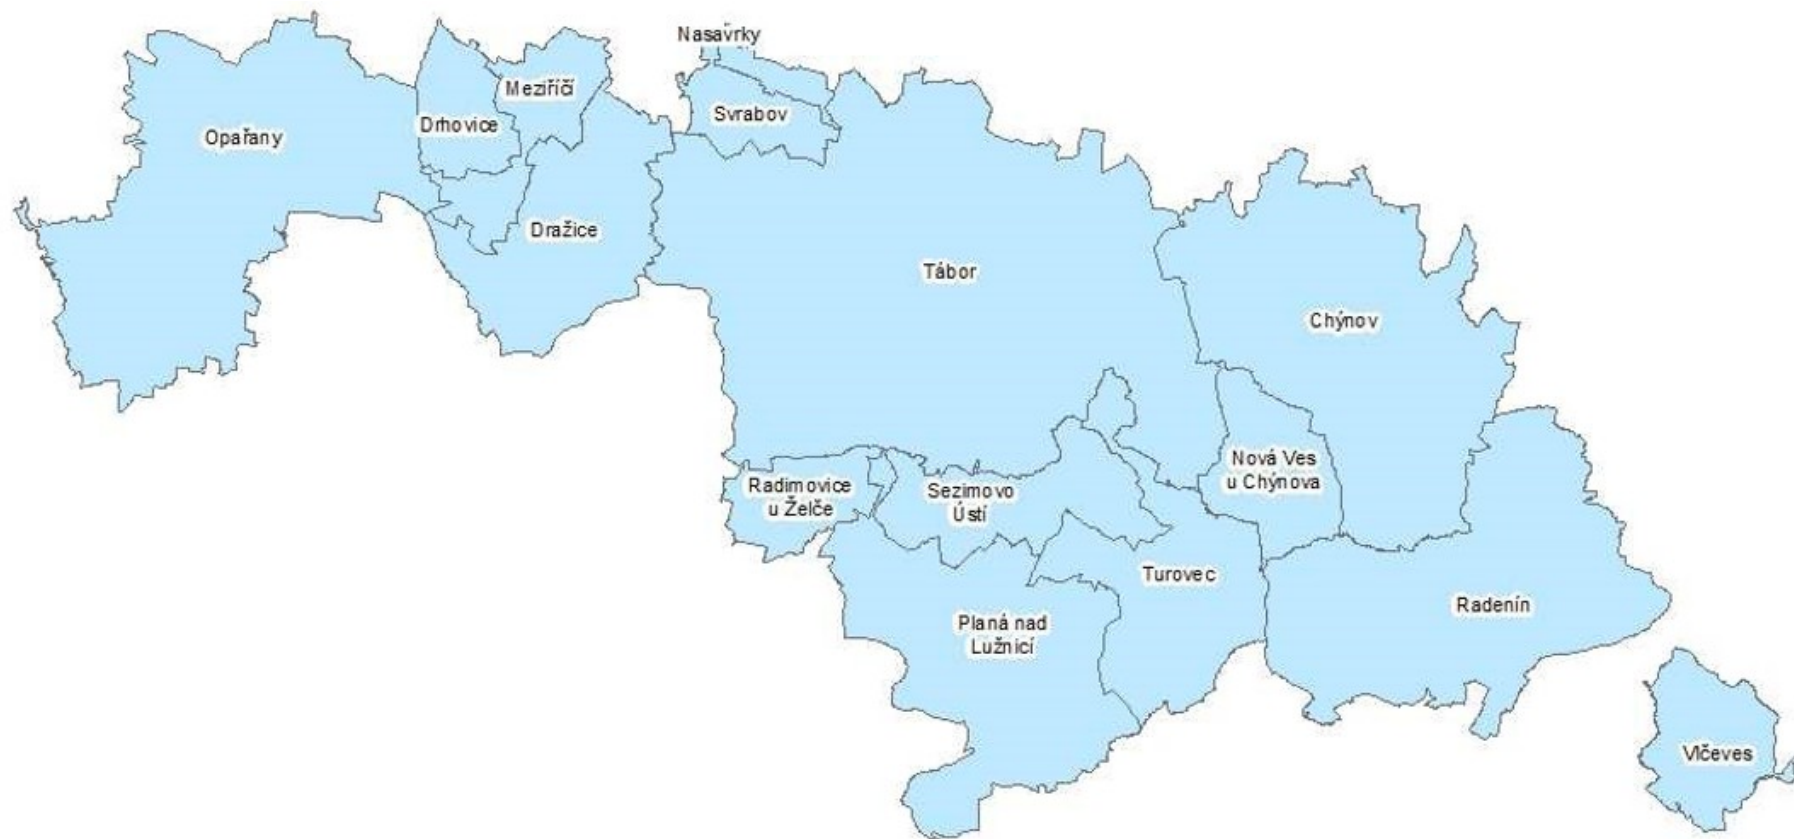 Nasavrky
Meziříčí
Svrabov
Drhovice
Opařany
Dražice
Tábor
Chýnov
Nová Ves
u Chýnova
Radimovice
u Želče
Sezimovo
Ústí
Turovec
Radenín
Planá nad
Lužnicí
Vlčeves